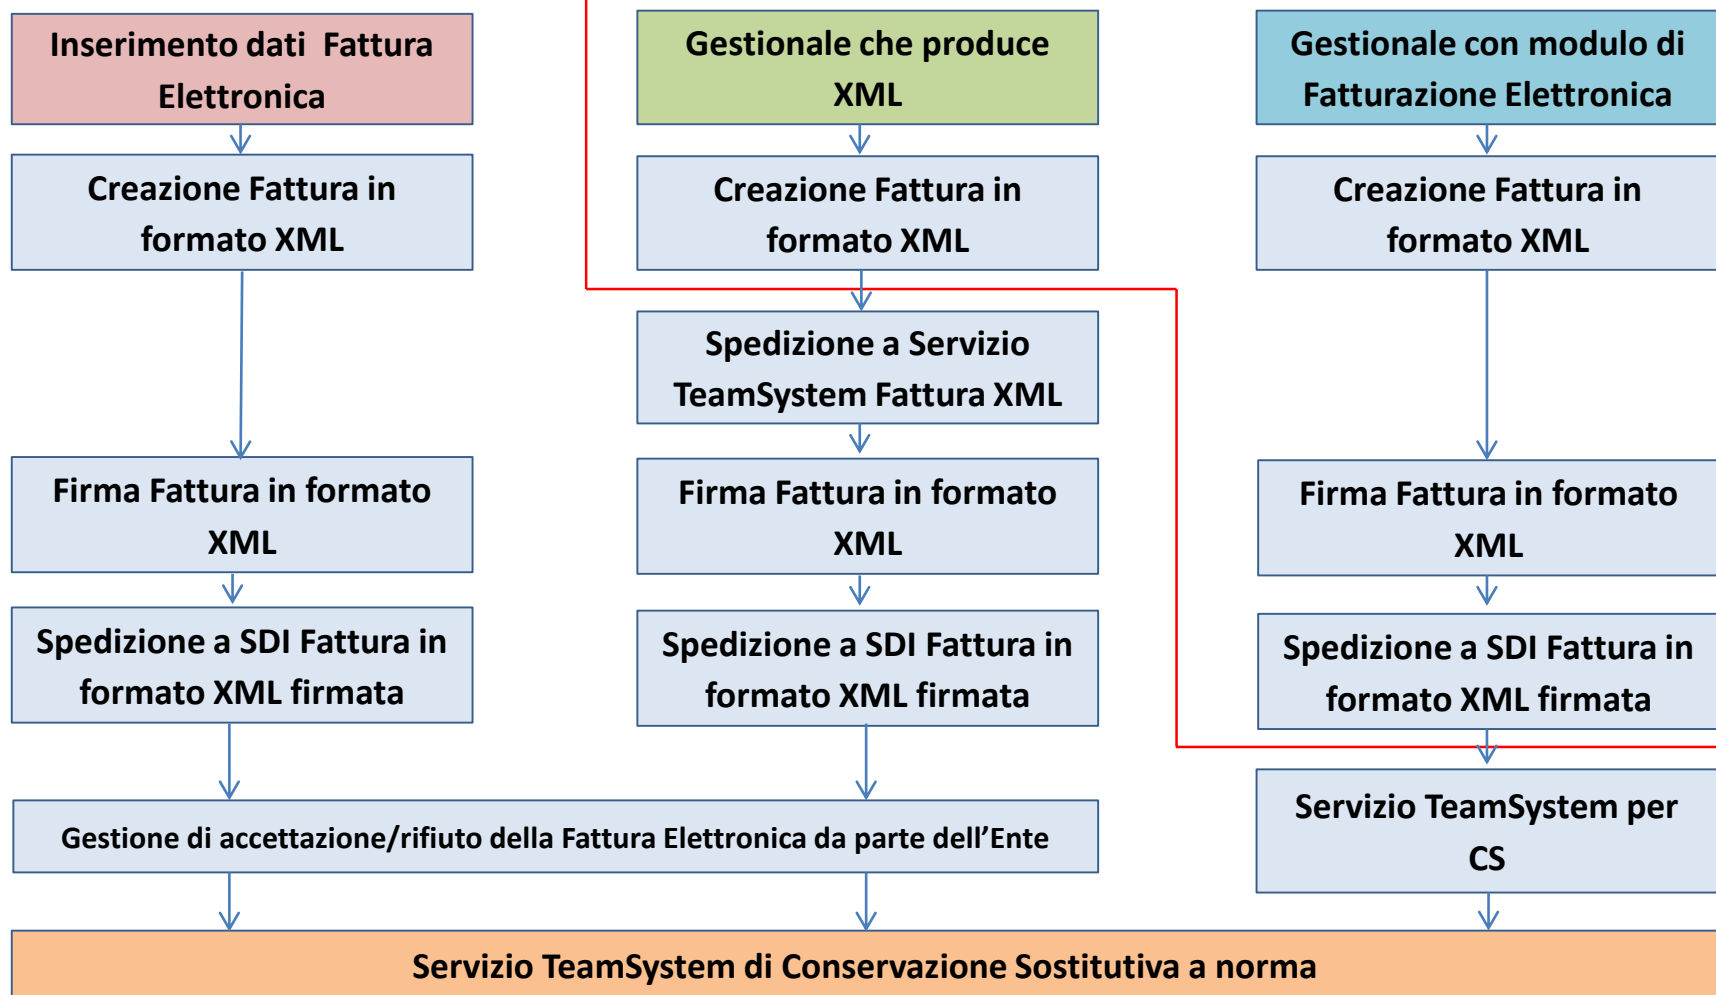 Inserimento dati  Fattura
Elettronica
Creazione Fattura in
formato XML
Firma Fattura in formato
XML
Spedizione a SDI Fattura in
formato XML firmata
Gestionale che produce
XML
Creazione Fattura in
formato XML
Spedizione a Servizio
TeamSystem Fattura XML
Firma Fattura in formato
XML
Spedizione a SDI Fattura in
formato XML firmata
Gestione di accettazione/rifiuto della Fattura Elettronica da parte dell’Ente
Gestionale con modulo di
Fatturazione Elettronica
Creazione Fattura in
formato XML
Firma Fattura in formato
XML
Spedizione a SDI Fattura in
formato XML firmata
Servizio TeamSystem per
CS
Servizio TeamSystem di Conservazione Sostitutiva a norma